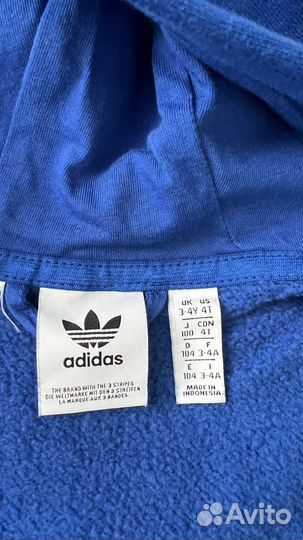 adidas
THE BRAND WITH THE 3 STRIPES
DIE WELTMARKE MIT DEN 3 STREIFEN
LA MARQUE AUX 3 BANDES
UK US
3-4Y 4T
J CDN
100 4T
D F
104 3-4A
E I
104 3-4A
MADE IN
INDONESIA
Avito